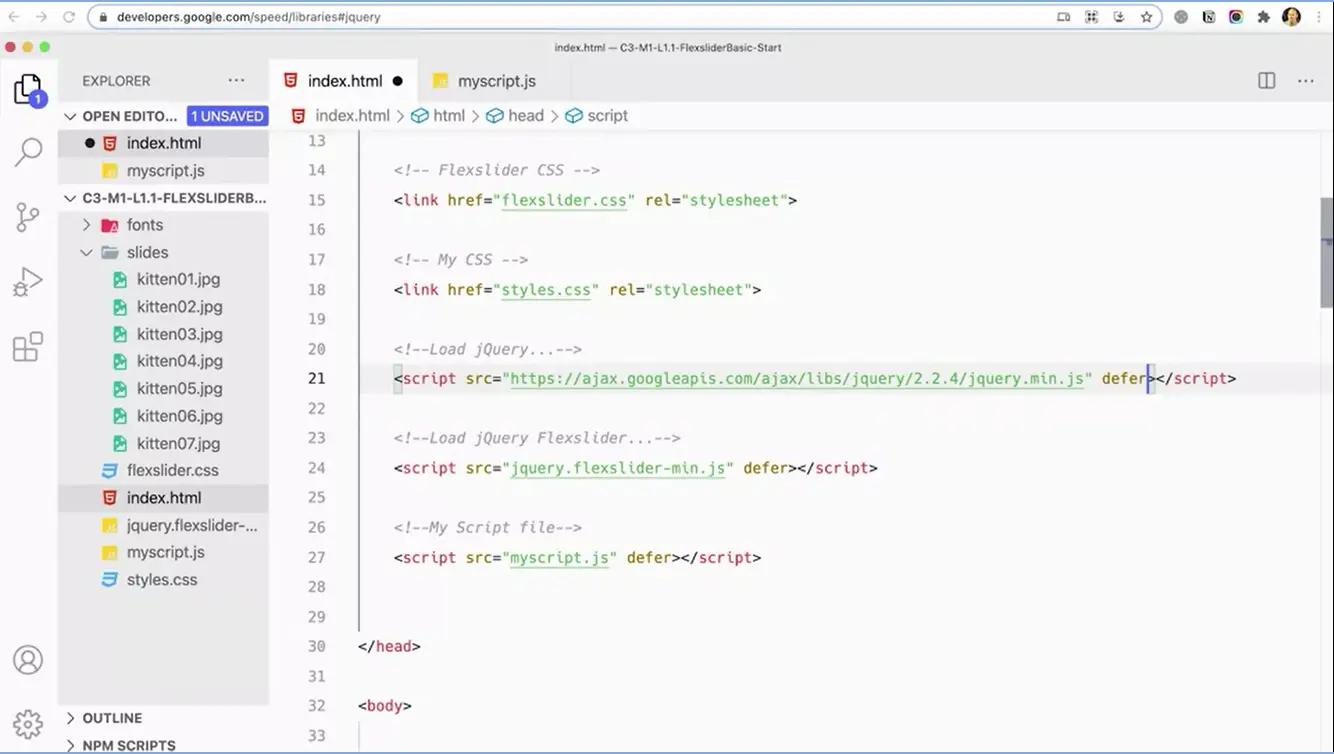 developers.google.com/speed/libraries#jquery
index.html — C3-M1-L1.1-FlexsliderBasic-Start
1
EXPLORER ...
OPEN EDITO... 1 UNSAVED
index.html
myscript.js
C3-M1-L1.1-FLEXSLIDERB...
fonts
slides
kitten01.jpg
kitten02.jpg
kitten03.jpg
kitten04.jpg
kitten05.jpg
kitten06.jpg
kitten07.jpg
flexslider.css
index.html
jquery.flexslider-...
myscript.js
styles.css
OUTLINE
NPM SCRIPTS
index.html myscript.js
index.html > html > head > script
13
14 <!-- Flexslider CSS -->
15 <link href="flexslider.css" rel="stylesheet">
16
17 <!-- My CSS -->
18 <link href="styles.css" rel="stylesheet">
19
20 <!--Load jQuery...-->
21 <script src="https://ajax.googleapis.com/ajax/libs/jquery/2.2.4/jquery.min.js" defer></script>
22
23 <!--Load jQuery Flexslider...-->
24 <script src="jquery.flexslider-min.js" defer></script>
25
26 <!--My Script file-->
27 <script src="myscript.js" defer></script>
28
29
30 </head>
31
32 <body>
33